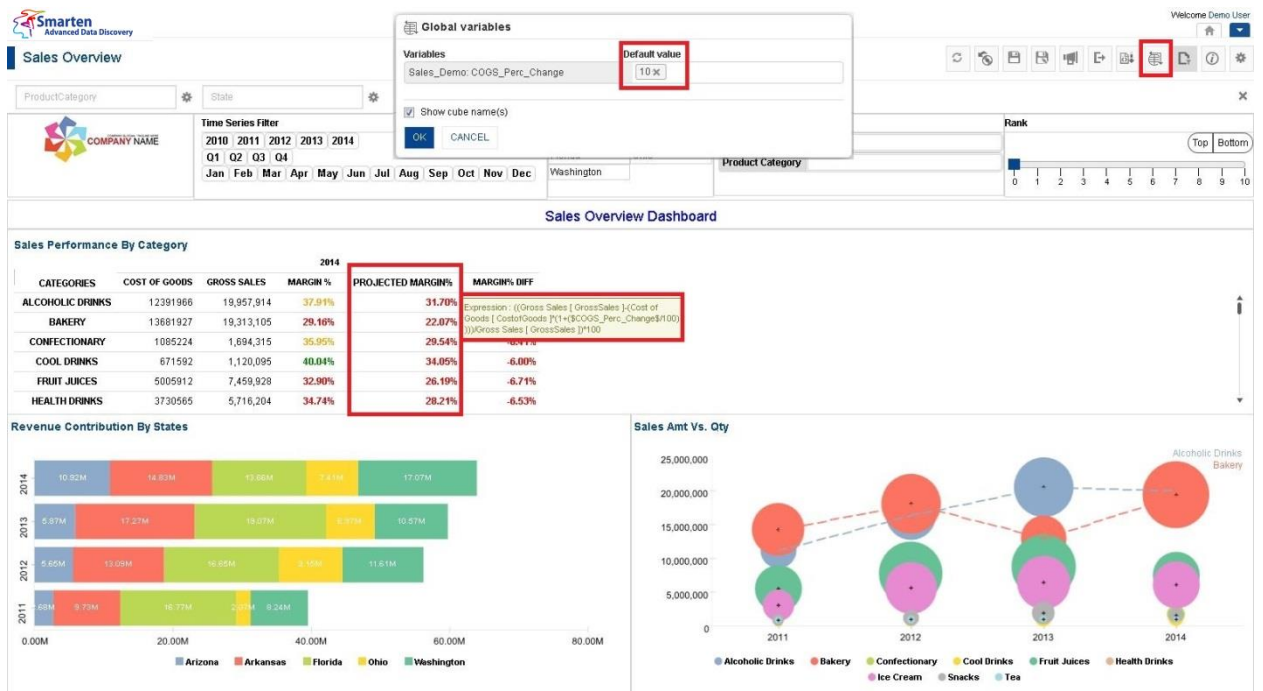 Smarten
Advanced Data Discovery
Welcome Demo User
Sales Overview
Global variables
Variables
Default value
Sales_Demo: COGS_Perc_Change
10 x
Show cube name(s)
OK
CANCEL
ProductCategory
State
COMPANY NAME
Time Series Filter
2010 2011 2012 2013 2014
Q1 Q2 Q3 Q4
Jan Feb Mar Apr May Jun Jul Aug Sep Oct Nov Dec
Washington
Product Category
Rank
Top Bottom
0 1 2 3 4 5 6 7 8 9 10
Sales Overview Dashboard
Sales Performance By Category
2014
CATEGORIES COST OF GOODS GROSS SALES MARGIN % PROJECTED MARGIN% MARGIN% DIFF
ALCOHOLIC DRINKS 12391966 19,957,914 37.91% 31.70%
BAKERY 13681927 19,313,105 29.16% 22.07%
CONFECTIONARY 1085224 1,694,315 35.95% 29.54% -6.41%
COOL DRINKS 671592 1,120,095 40.04% 34.05% -6.00%
FRUIT JUICES 5005912 7,459,928 32.90% 26.19% -6.71%
HEALTH DRINKS 3730565 5,716,204 34.74% 28.21% -6.53%
Expression : ((Gross Sales [ GrossSales ]-(Cost of
Goods [ CostofGoods ]*(1+($COGS_Perc_Change$/100)
)))/Gross Sales [ GrossSales ])*100
Revenue Contribution By States
2014 10.92M 14.83M 13.66M 7.41M 17.07M
2013 5.87M 17.27M 19.07M 10.57M
2012 5.65M 13.09M 16.65M 9.15M 11.61M
2011 .68M 9.73M 16.77M 9.24M
0.00M 20.00M 40.00M 60.00M 80.00M
Arizona Arkansas Florida Ohio Washington
Sales Amt Vs. Qty
Alcoholic Drinks
Bakery
25,000,000
20,000,000
15,000,000
10,000,000
5,000,000
0
2011 2012 2013 2014
Alcoholic Drinks Bakery Confectionary Cool Drinks Fruit Juices Health Drinks
Ice Cream Snacks Tea